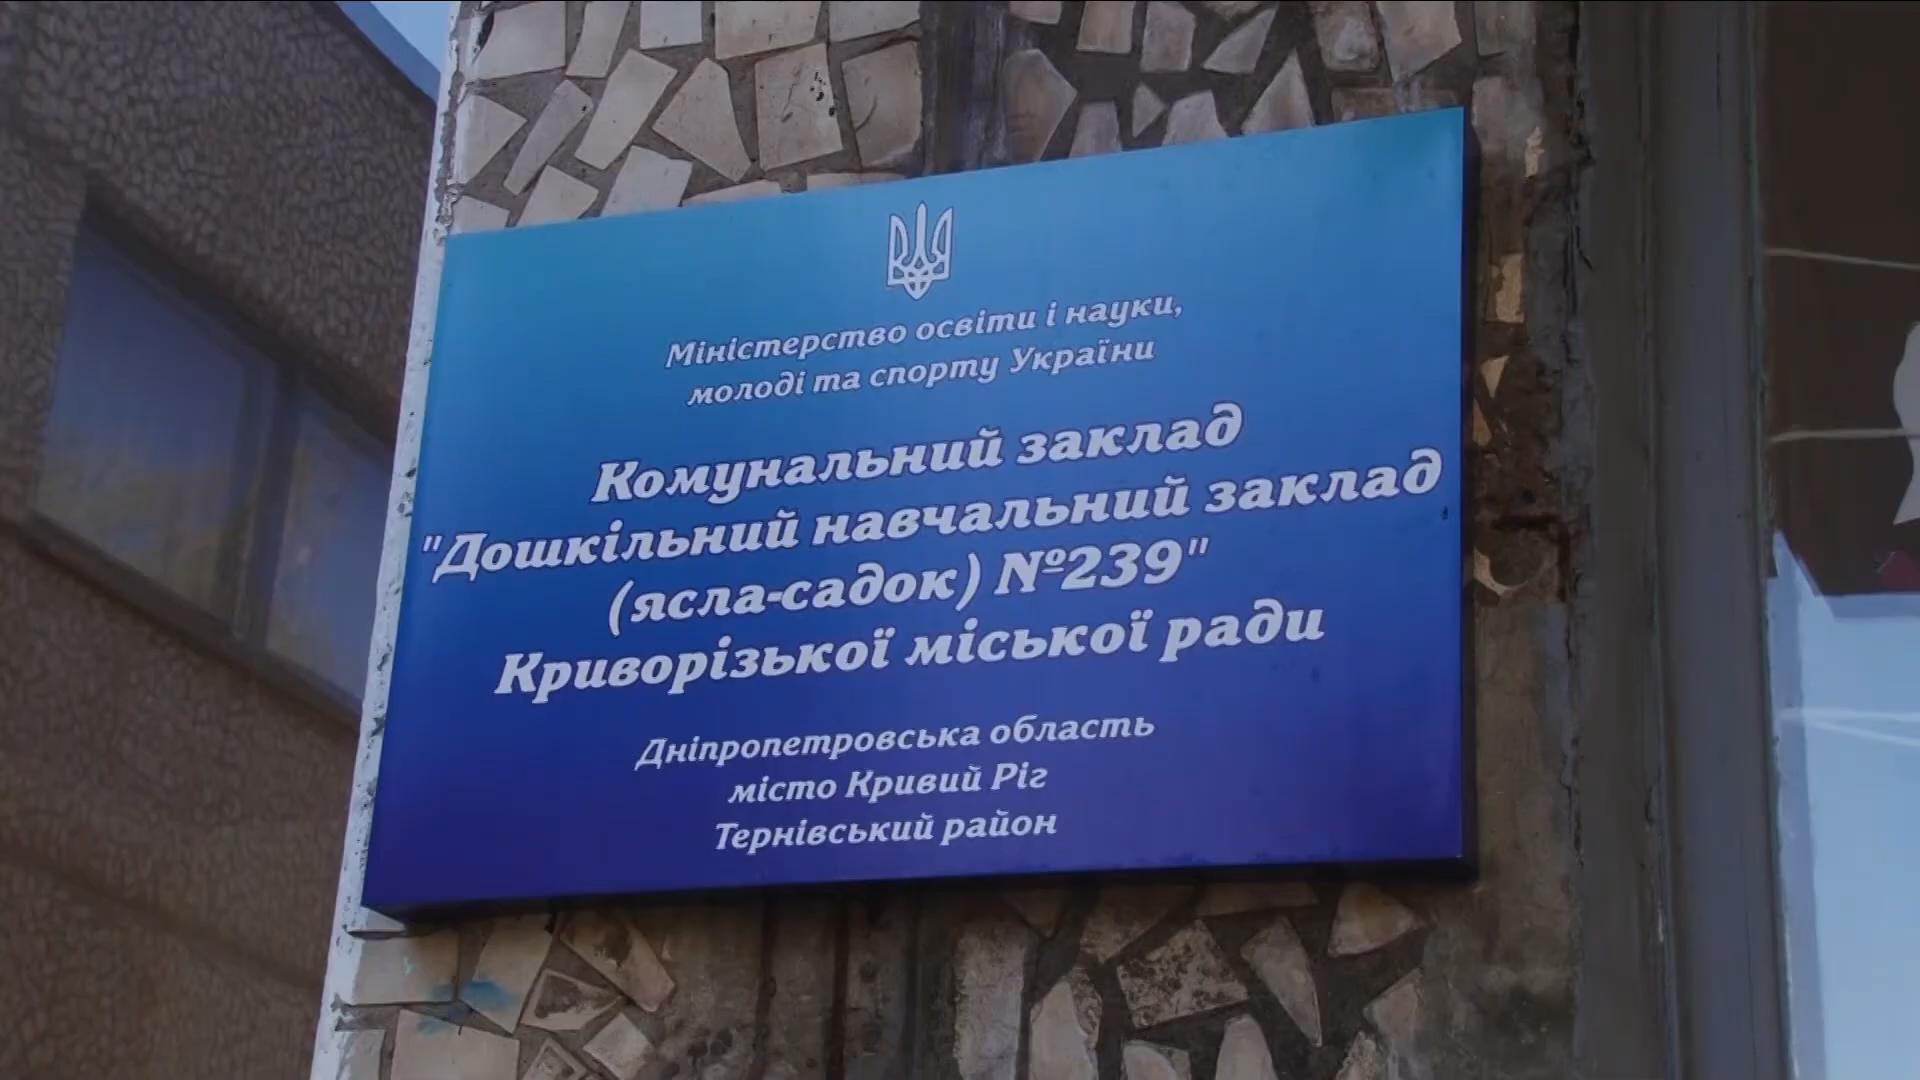 Міністерство освіти і науки,
молоді та спорту України
Комунальний заклад
"Дошкільний навчальний заклад
(ясла-садок) №239"
Криворізької міської ради
Дніпропетровська область
місто Кривий Ріг
Тернівський район